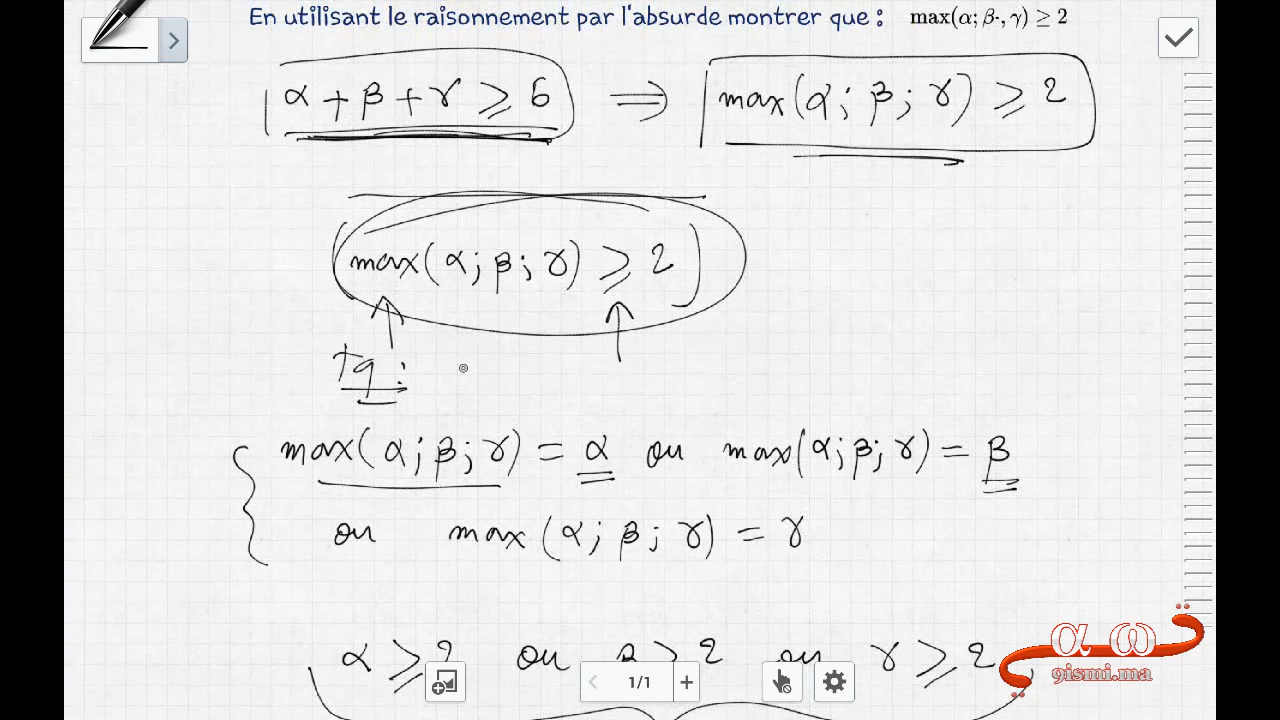 En utilisant le raisonnement par l'absurde montrer que : max(α; β·, γ) ≥ 2
α + β + γ ⩾ 6 ⟹ max(α; β; γ) ⩾ 2
(max(α; β; γ) ⩾ 2)
Tq :
max(α; β; γ) = α ou max(α; β; γ) = β
ou max (α; β; γ) = γ
α ⩾ 2 ou β ⩾ 2 ou γ ⩾ 2
1/1
α ω ت
9ismi.ma